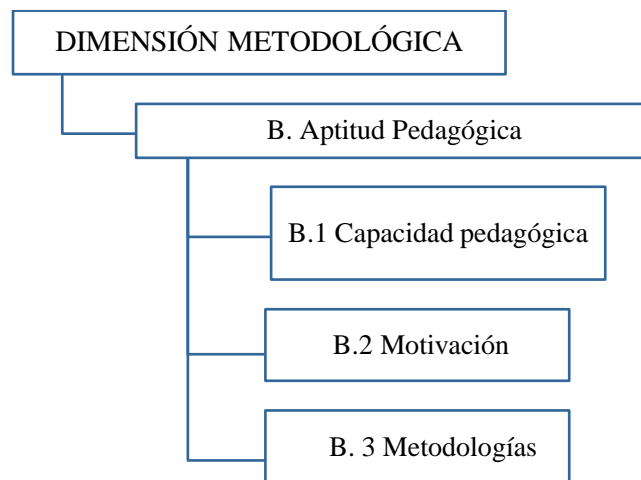 DIMENSIÓN METODOLÓGICA
B. Aptitud Pedagógica
B.1 Capacidad pedagógica
B.2 Motivación
B. 3 Metodologías